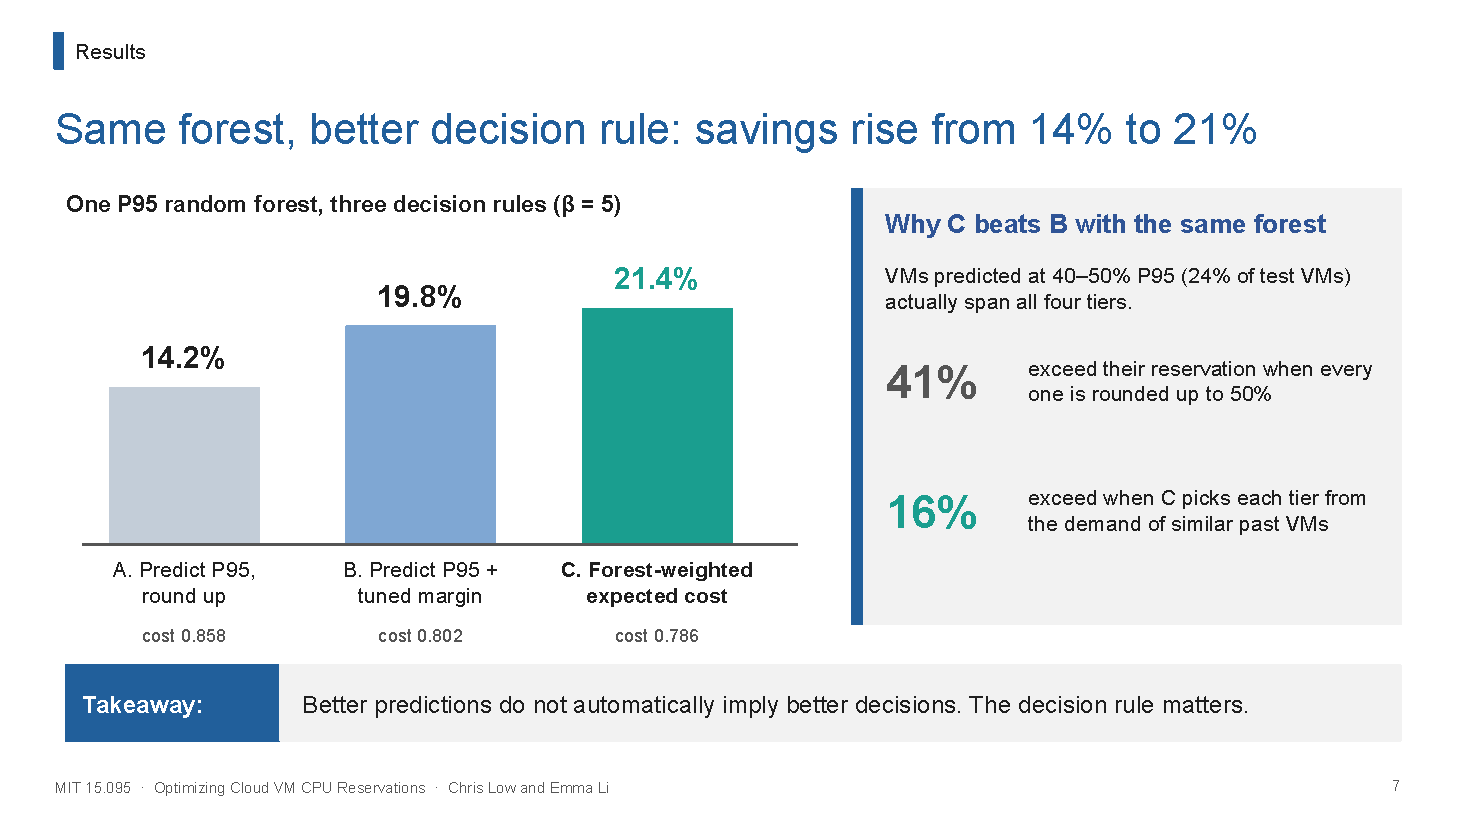 Results
Same forest, better decision rule: savings rise from 14% to 21%
One P95 random forest, three decision rules (β = 5)
14.2%
19.8%
21.4%
A. Predict P95,
round up
cost 0.858
B. Predict P95 +
tuned margin
cost 0.802
C. Forest-weighted
expected cost
cost 0.786
Why C beats B with the same forest
VMs predicted at 40–50% P95 (24% of test VMs)
actually span all four tiers.
41%
exceed their reservation when every
one is rounded up to 50%
16%
exceed when C picks each tier from
the demand of similar past VMs
Takeaway:
Better predictions do not automatically imply better decisions. The decision rule matters.
MIT 15.095 · Optimizing Cloud VM CPU Reservations · Chris Low and Emma Li
7